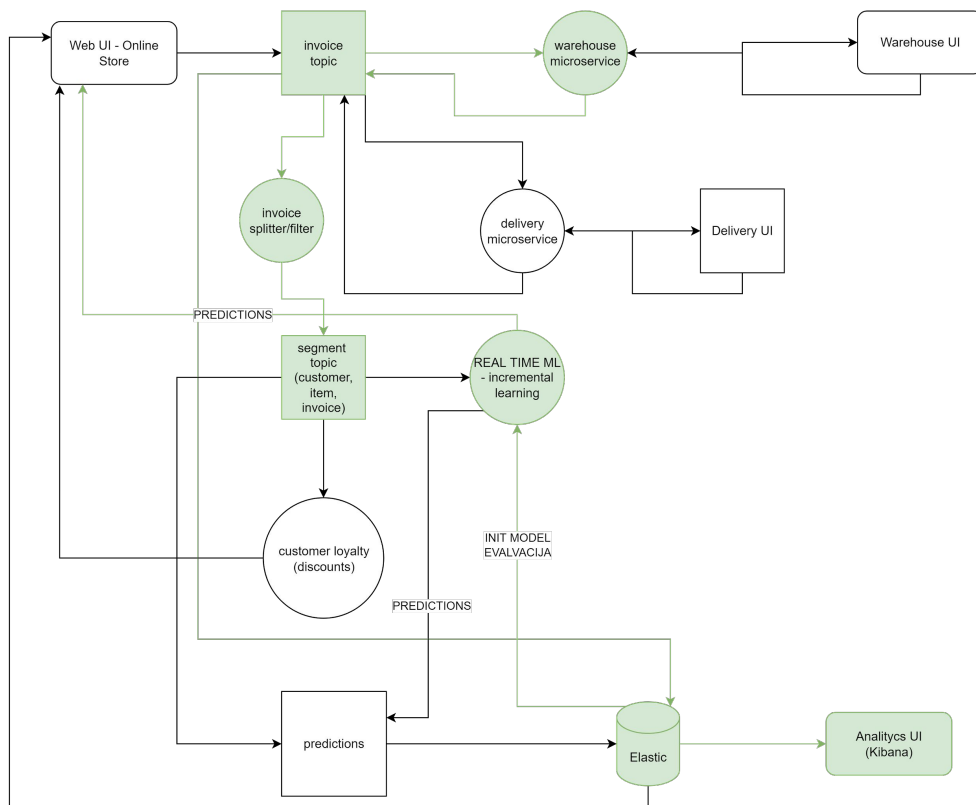 Web UI - Online
Store
invoice
topic
warehouse
microservice
Warehouse UI
invoice
splitter/filter
delivery
microservice
Delivery UI
PREDICTIONS
segment
topic
(customer,
item,
invoice)
REAL TIME ML
- incremental
learning
customer loyalty
(discounts)
INIT MODEL
EVALVACIJA
PREDICTIONS
predictions
Elastic
Analitycs UI
(Kibana)